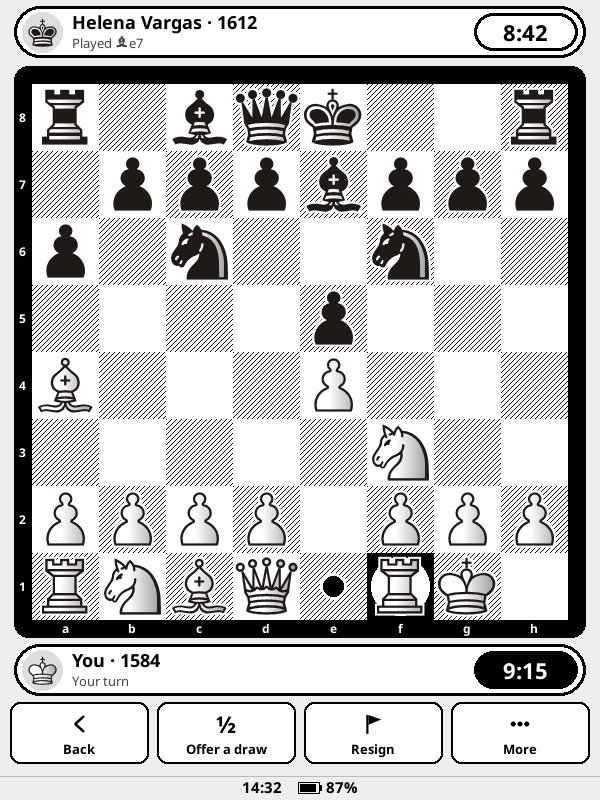 Helena Vargas · 1612
Played e7
8:42
8
7
6
5
4
3
2
1
a b c d e f g h
You · 1584
Your turn
9:15
Back
½
Offer a draw
Resign
More
14:32 87%